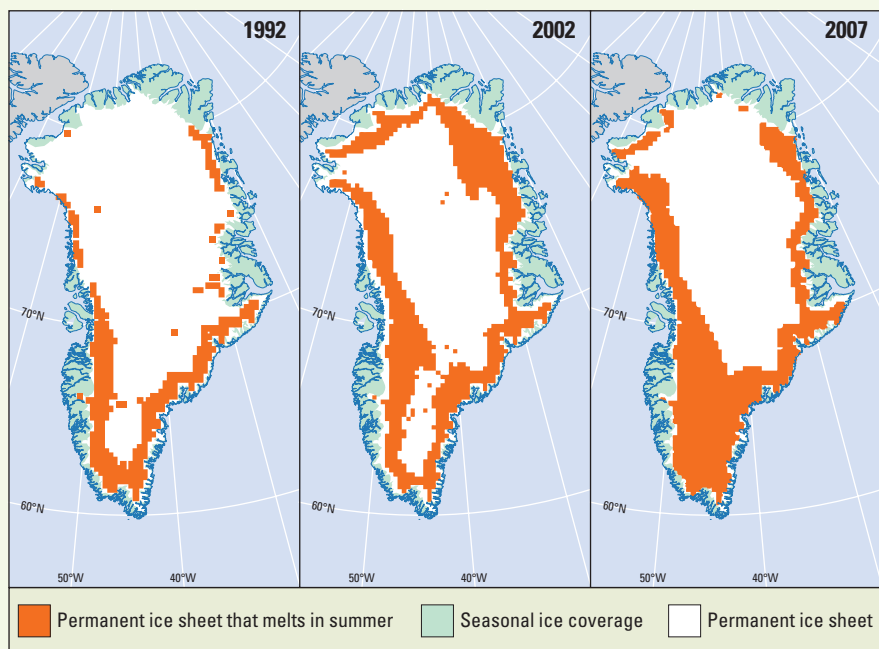 1992
2002
2007
70°N
70°N
70°N
60°N
60°N
60°N
50°W
40°W
50°W
40°W
50°W
40°W
Permanent ice sheet that melts in summer
Seasonal ice coverage
Permanent ice sheet